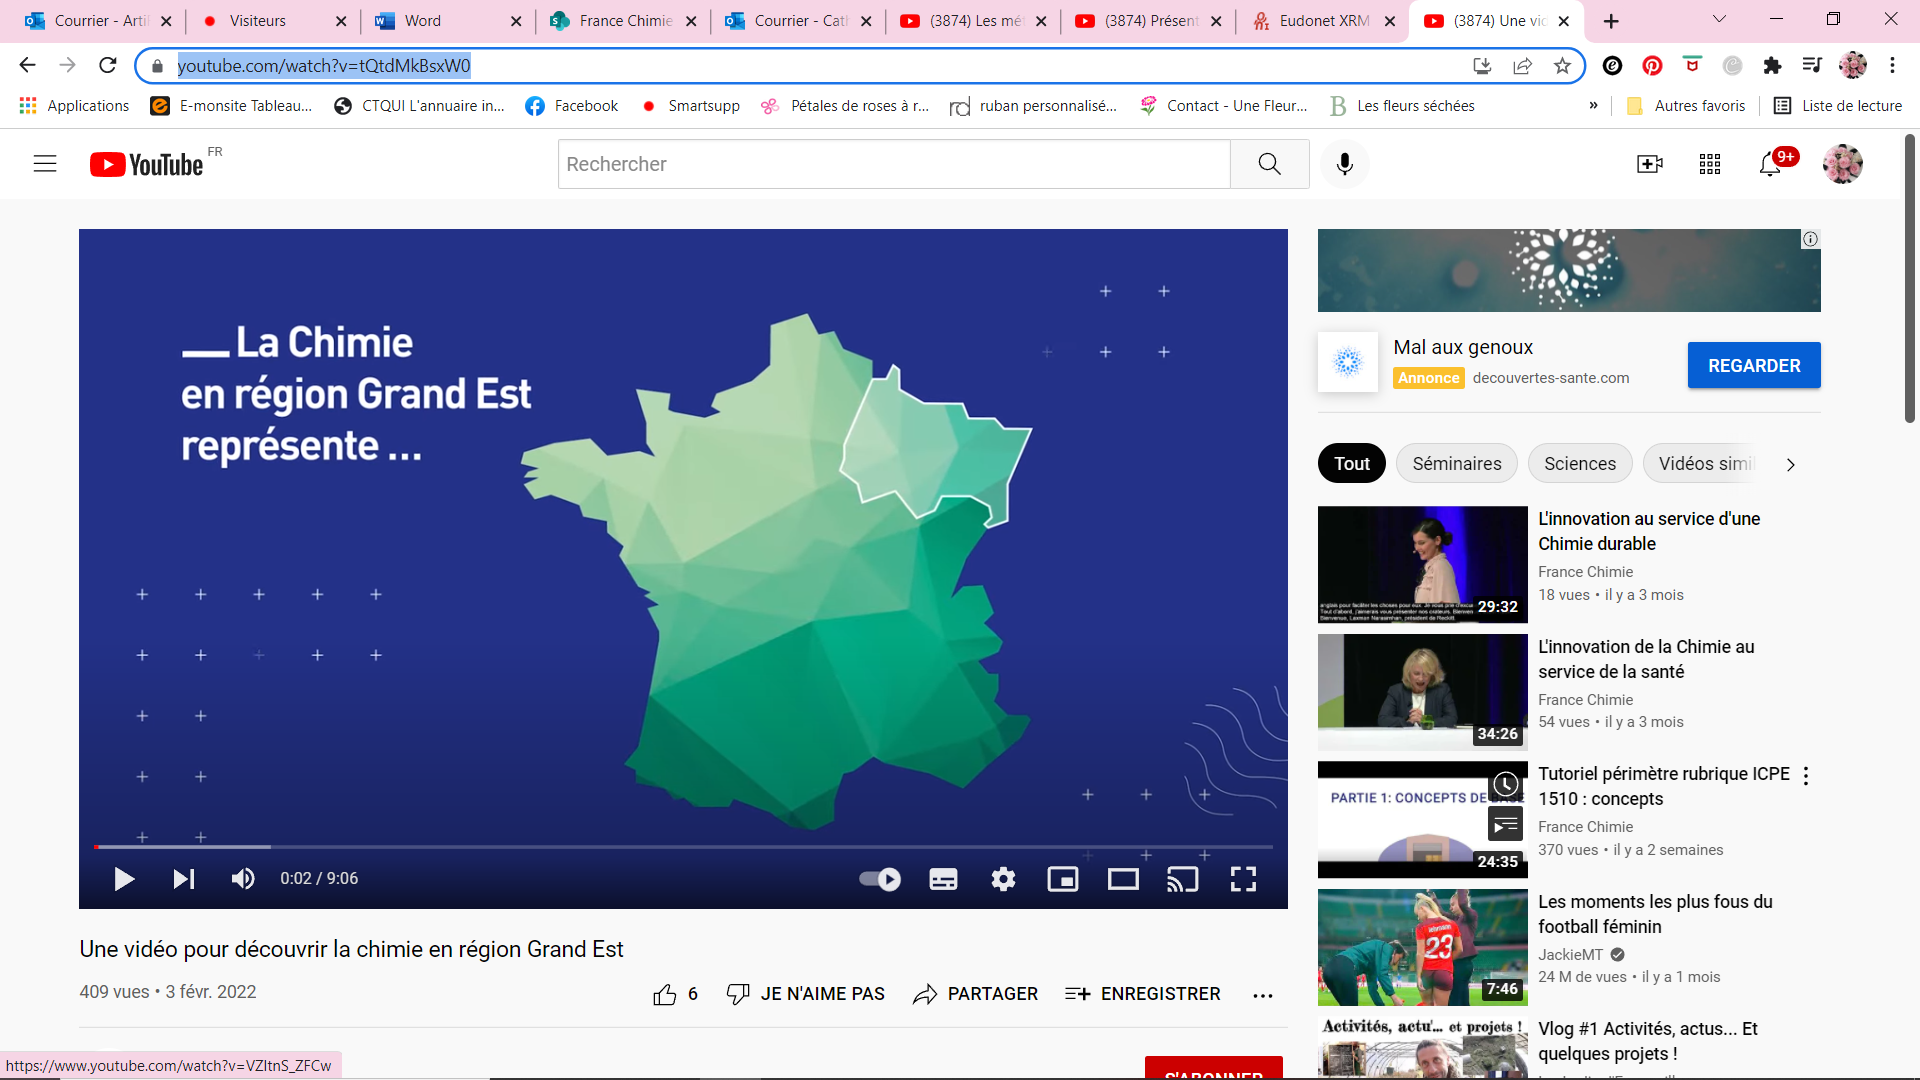 Courrier - Arti
Visiteurs
Word
France Chimie
Courrier - Cath
(3874) Les mét
(3874) Présent
Eudonet XRM
(3874) Une vid
youtube.com/watch?v=tQtdMkBsxW0
Applications
E-monsite Tableau...
CTQUI L'annuaire in...
Facebook
Smartsupp
Pétales de roses à r...
ruban personnalisé...
Contact - Une Fleur...
Les fleurs séchées
»
Autres favoris
Liste de lecture
YouTube FR
Rechercher
9+
La Chimie
en région Grand Est
représente ...
0:02 / 9:06
Une vidéo pour découvrir la chimie en région Grand Est
409 vues • 3 févr. 2022
6
JE N'AIME PAS
PARTAGER
ENREGISTRER
S'ABONNER
https://www.youtube.com/watch?v=VZItnS_ZFCw
Mal aux genoux
Annonce decouvertes-sante.com
REGARDER
Tout
Séminaires
Sciences
Vidéos simil
L'innovation au service d'une
Chimie durable
France Chimie
18 vues • il y a 3 mois
29:32
L'innovation de la Chimie au
service de la santé
France Chimie
54 vues • il y a 3 mois
34:26
PARTIE 1: CONCEPTS DE BASE
24:35
Tutoriel périmètre rubrique ICPE
1510 : concepts
France Chimie
370 vues • il y a 2 semaines
Les moments les plus fous du
football féminin
JackieMT
24 M de vues • il y a 1 mois
23
7:46
Activités, actu'... et projets !
Vlog #1 Activités, actus... Et
quelques projets !